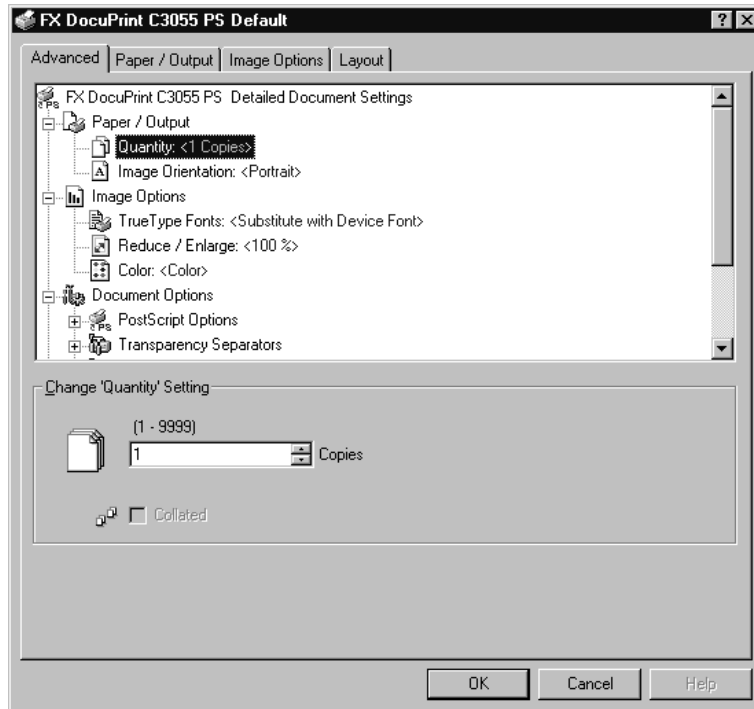 FX DocuPrint C3055 PS Default
Advanced Paper / Output Image Options Layout
FX DocuPrint C3055 PS Detailed Document Settings
Paper / Output
Quantity: <1 Copies>
Image Orientation: <Portrait>
Image Options
TrueType Fonts: <Substitute with Device Font>
Reduce / Enlarge: <100 %>
Color: <Color>
Document Options
PostScript Options
Transparency Separators
Change 'Quantity' Setting
(1 - 9999)
1 Copies
Collated
OK Cancel Help